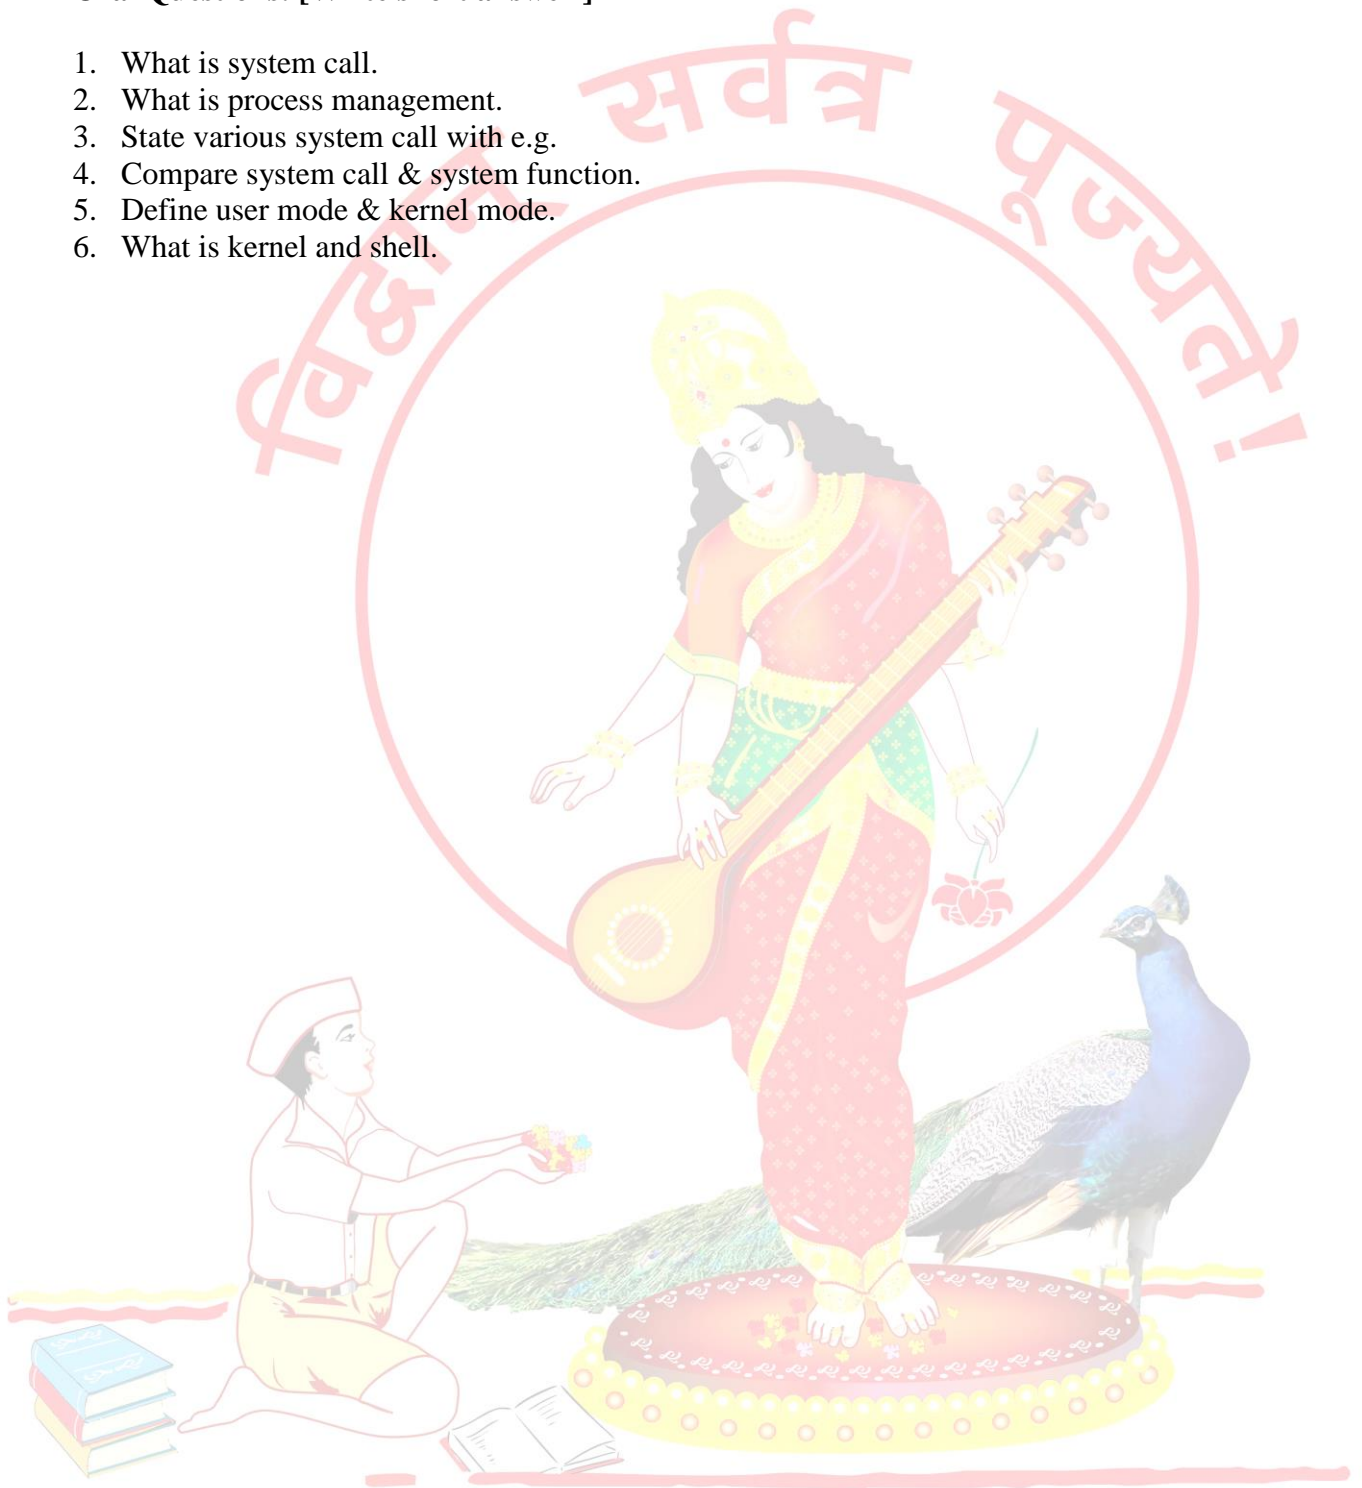 1. What is system call.
2. What is process management.
3. State various system call with e.g.
4. Compare system call & system function.
5. Define user mode & kernel mode.
6. What is kernel and shell.
विद्वान् सर्वत्र पूज्यते!